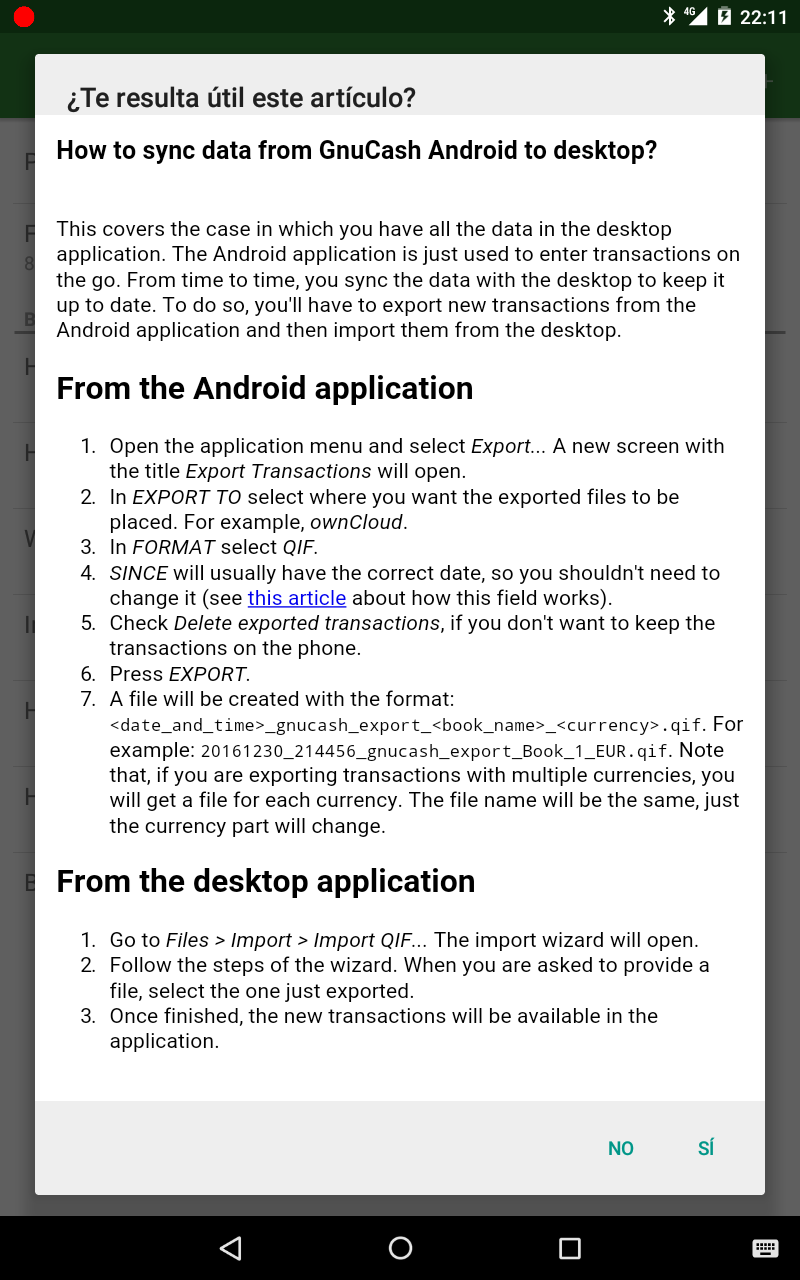 4G 22:11
¿Te resulta útil este artículo?
How to sync data from GnuCash Android to desktop?
This covers the case in which you have all the data in the desktop
application. The Android application is just used to enter transactions on
the go. From time to time, you sync the data with the desktop to keep it
up to date. To do so, you'll have to export new transactions from the
Android application and then import them from the desktop.
From the Android application
1. Open the application menu and select Export... A new screen with
the title Export Transactions will open.
2. In EXPORT TO select where you want the exported files to be
placed. For example, ownCloud.
3. In FORMAT select QIF.
4. SINCE will usually have the correct date, so you shouldn't need to
change it (see this article about how this field works).
5. Check Delete exported transactions, if you don't want to keep the
transactions on the phone.
6. Press EXPORT.
7. A file will be created with the format:
<date_and_time>_gnucash_export_<book_name>_<currency>.qif. For
example: 20161230_214456_gnucash_export_Book_1_EUR.qif. Note
that, if you are exporting transactions with multiple currencies, you
will get a file for each currency. The file name will be the same, just
the currency part will change.
From the desktop application
1. Go to Files > Import > Import QIF... The import wizard will open.
2. Follow the steps of the wizard. When you are asked to provide a
file, select the one just exported.
3. Once finished, the new transactions will be available in the
application.
NO SÍ